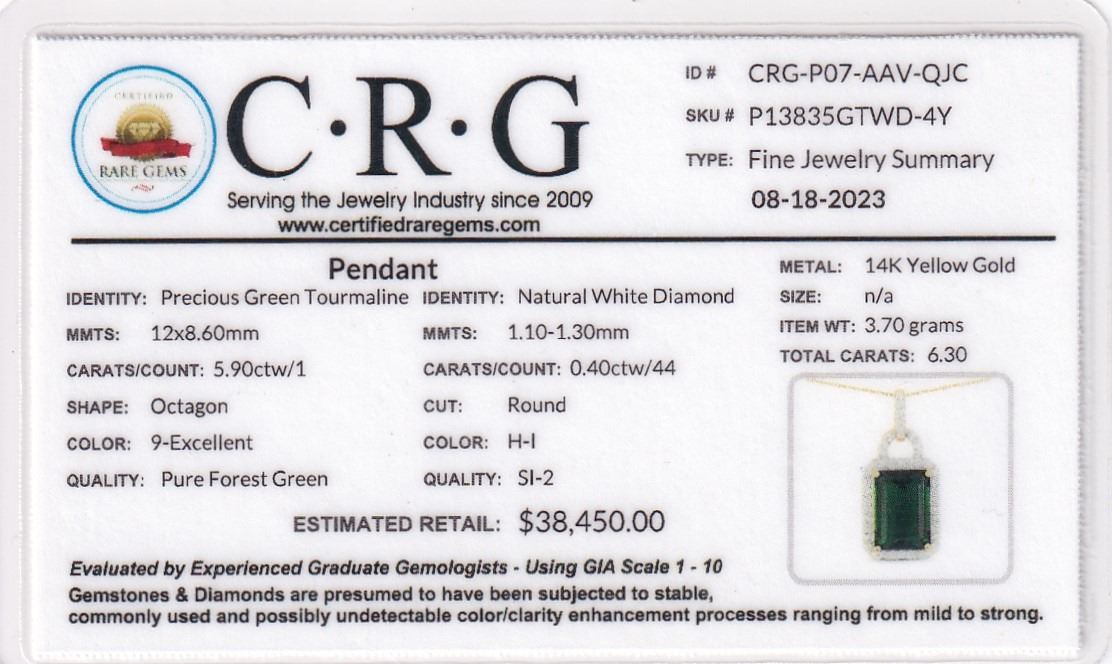 CERTIFIED
RARE GEMS
C·R·G
Serving the Jewelry Industry since 2009
www.certifiedraregems.com
ID # CRG-P07-AAV-QJC
SKU # P13835GTWD-4Y
TYPE: Fine Jewelry Summary
08-18-2023
Pendant
IDENTITY: Precious Green Tourmaline
MMTS: 12x8.60mm
CARATS/COUNT: 5.90ctw/1
SHAPE: Octagon
COLOR: 9-Excellent
QUALITY: Pure Forest Green
IDENTITY: Natural White Diamond
MMTS: 1.10-1.30mm
CARATS/COUNT: 0.40ctw/44
CUT: Round
COLOR: H-I
QUALITY: SI-2
METAL: 14K Yellow Gold
SIZE: n/a
ITEM WT: 3.70 grams
TOTAL CARATS: 6.30
ESTIMATED RETAIL: $38,450.00
Evaluated by Experienced Graduate Gemologists - Using GIA Scale 1 - 10
Gemstones & Diamonds are presumed to have been subjected to stable,
commonly used and possibly undetectable color/clarity enhancement processes ranging from mild to strong.